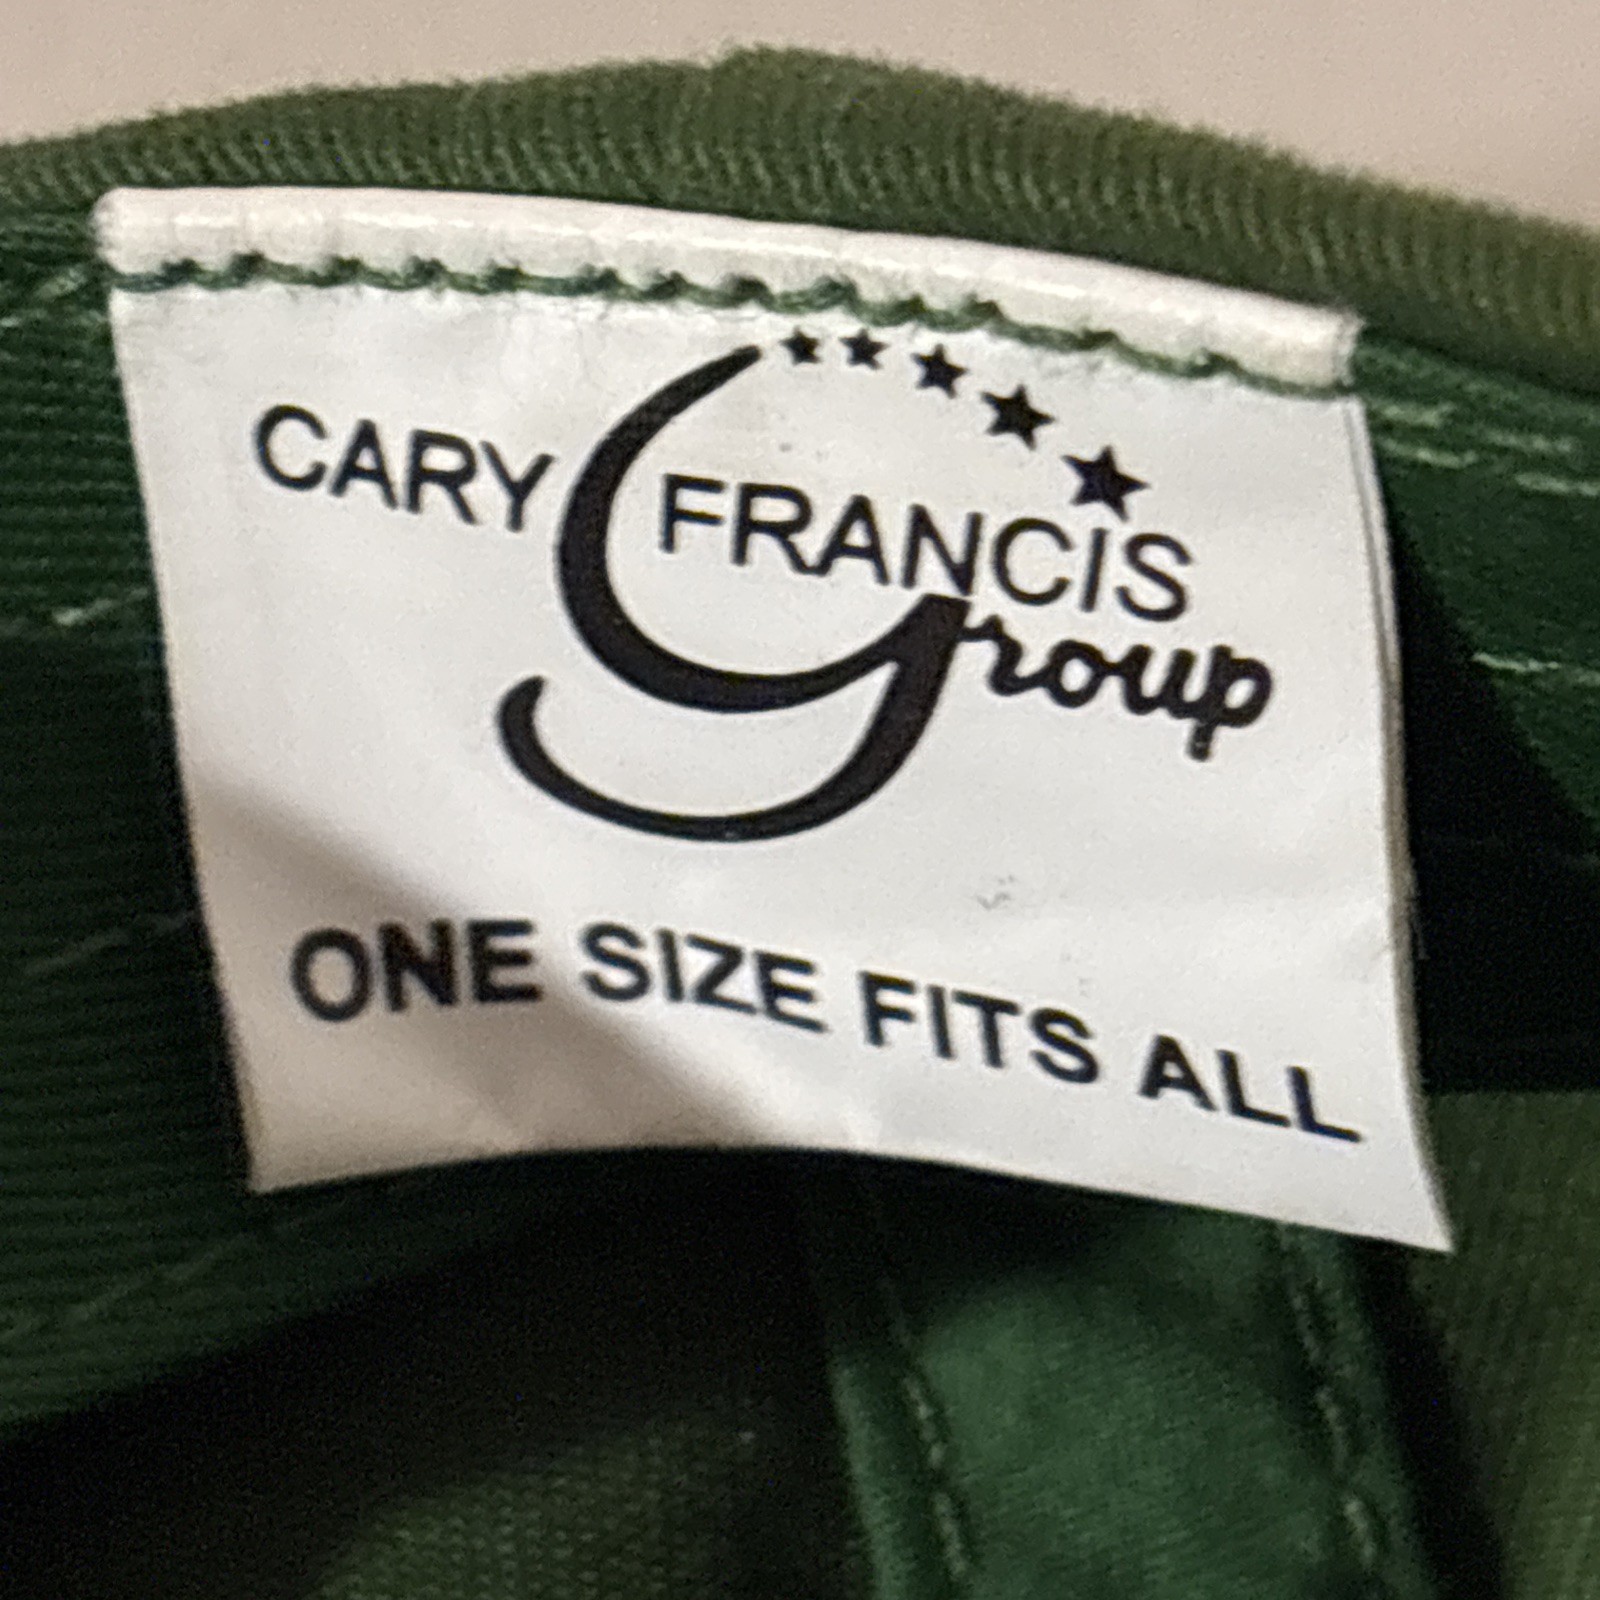 CARY FRANCIS
Group
ONE SIZE FITS ALL